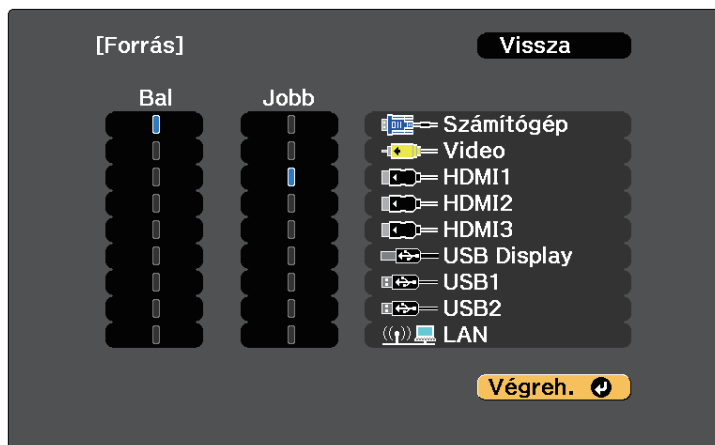 [Forrás] Vissza
Bal Jobb
Számítógép
Video
HDMI1
HDMI2
HDMI3
USB Display
USB1
USB2
LAN
Végreh.